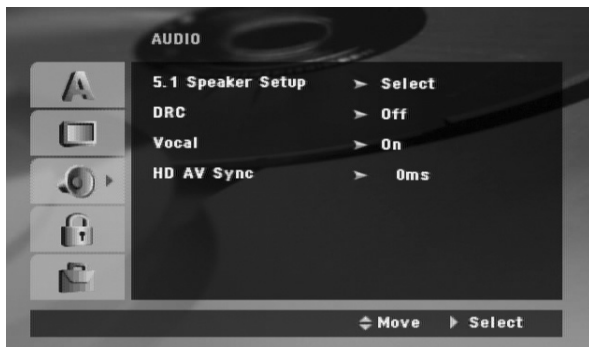 AUDIO
5.1 Speaker Setup ➤ Select
DRC ➤ Off
Vocal ➤ On
HD AV Sync ➤ 0ms
Move Select